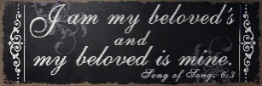 I am my beloved's
and
my beloved is mine.
Song of Songs 6:3